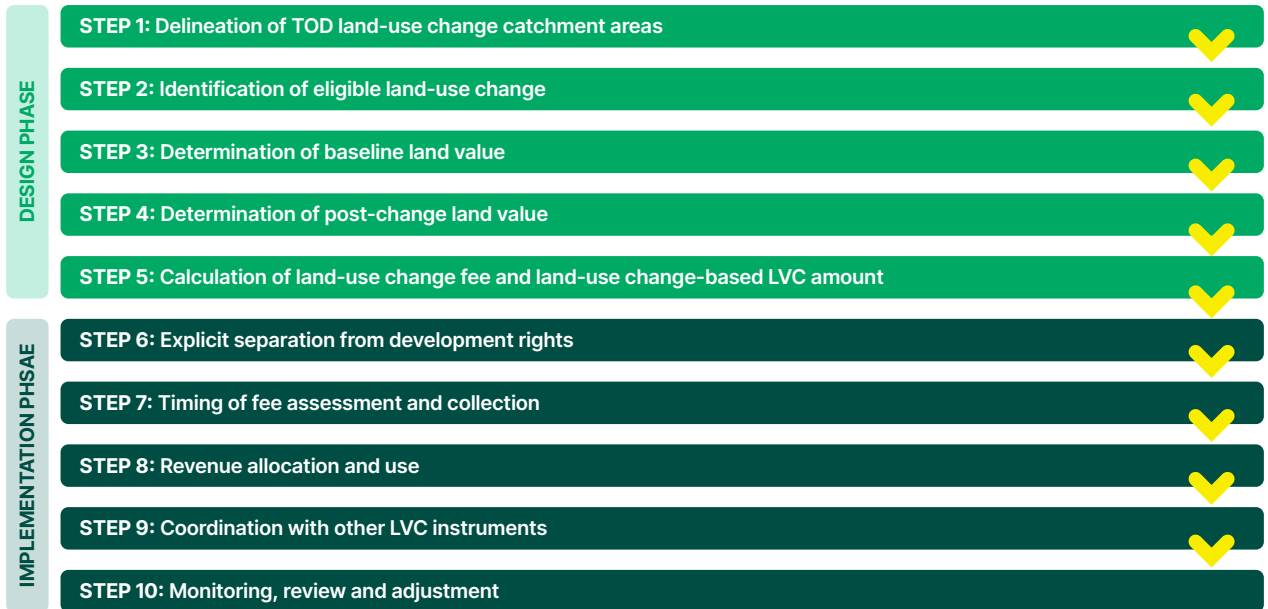 DESIGN PHASE
STEP 1: Delineation of TOD land-use change catchment areas
STEP 2: Identification of eligible land-use change
STEP 3: Determination of baseline land value
STEP 4: Determination of post-change land value
STEP 5: Calculation of land-use change fee and land-use change-based LVC amount
IMPLEMENTATION PHSAE
STEP 6: Explicit separation from development rights
STEP 7: Timing of fee assessment and collection
STEP 8: Revenue allocation and use
STEP 9: Coordination with other LVC instruments
STEP 10: Monitoring, review and adjustment